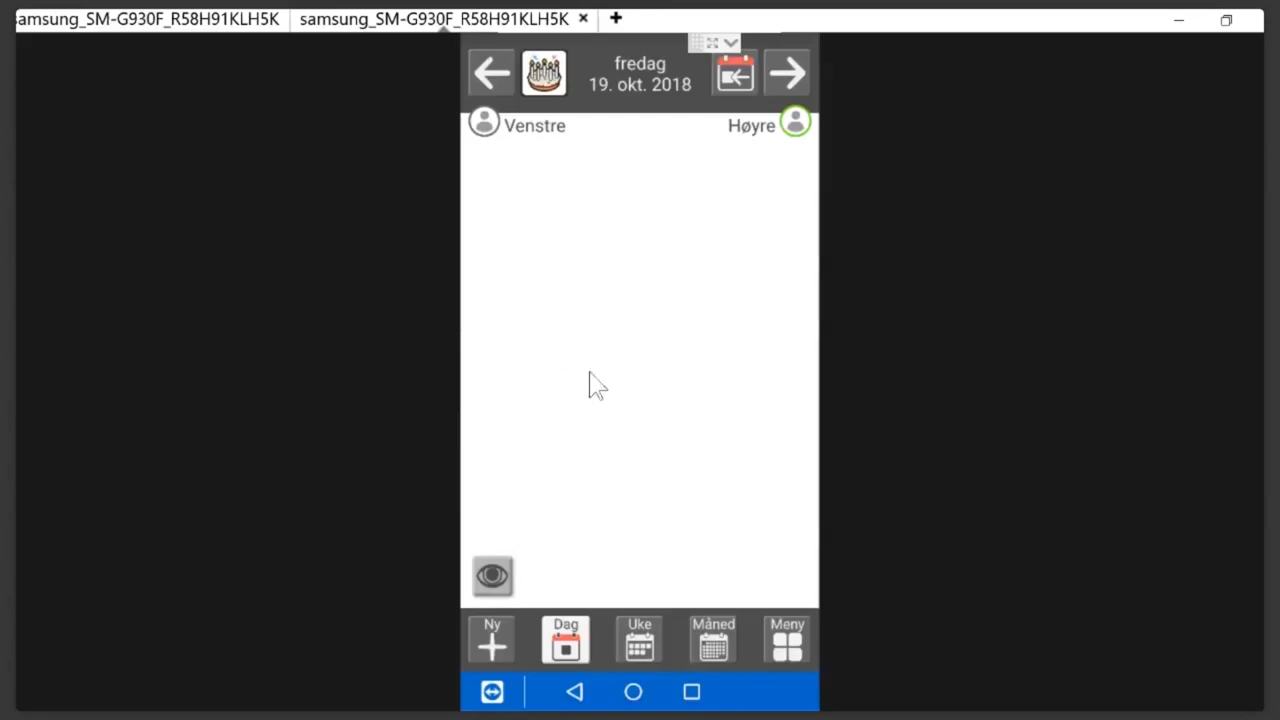 samsung_SM-G930F_R58H91KLH5K samsung_SM-G930F_R58H91KLH5K
fredag
19. okt. 2018
Venstre Høyre
Ny Dag Uke Måned Meny